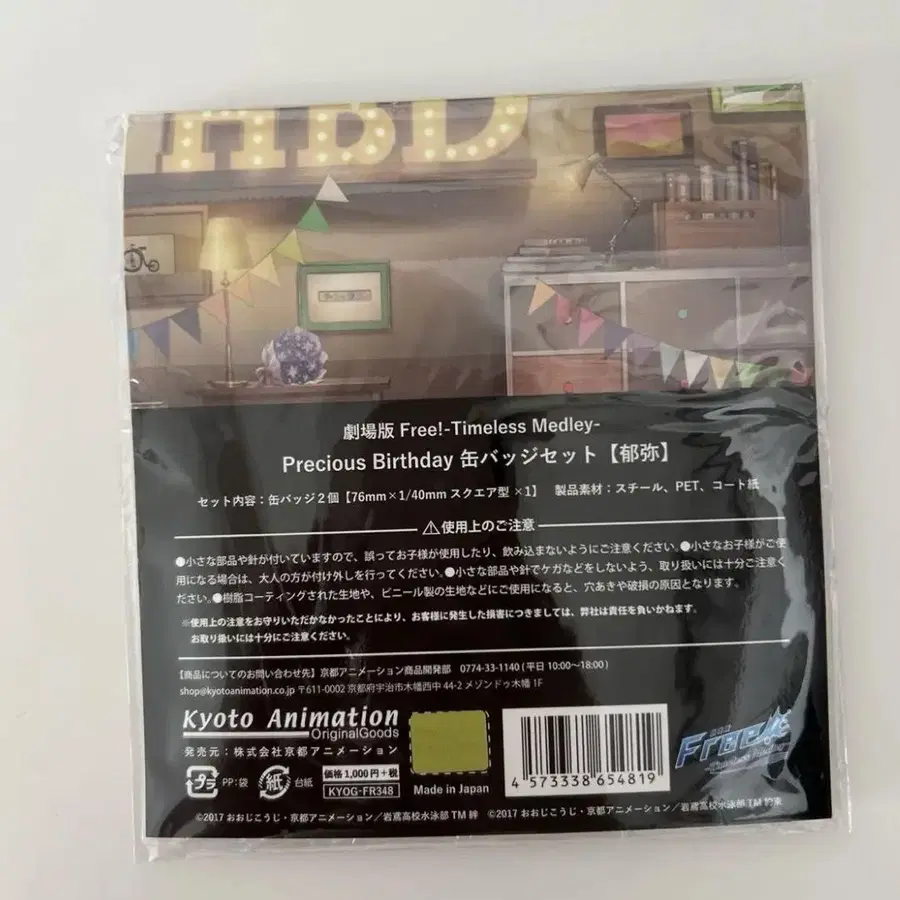 HBD
劇場版 Free!-Timeless Medley-
Precious Birthday 缶バッジセット【郁弥】
セット内容：缶バッジ２個【76mm×1/40mm スクエア型 ×1】 製品素材：スチール、PET、コート紙
⚠使用上のご注意
●小さな部品や針が付いていますので、誤ってお子様が使用したり、飲み込まないようにご注意ください。●小さなお子様がご使
用になる場合は、大人の方が付け外しを行ってください。●小さな部品や針でケガなどをしないよう、取り扱いには十分ご注意く
ださい。●樹脂コーティングされた生地や、ビニール製の生地などにご使用になると、穴あきや破損の原因となります。
※使用上の注意をお守りいただかなかったことにより、お客様に発生した損害につきましては、弊社は責任を負いかねます。
お取り扱いには十分にご注意ください。
【商品についてのお問い合わせ先】京都アニメーション商品開発部 0774-33-1140（平日 10:00～18:00）
shop@kyotoanimation.co.jp 〒611-0002 京都府宇治市木幡西中 44-2 メゾンドゥ木幡 1F
Kyoto Animation
OriginalGoods
発売元：株式会社京都アニメーション
プラ PP：袋 紙 台紙
価格 1,000円＋税
KYOG-FR348
Made in Japan
4 573338 654819
劇場版
Free!
-Timeless Medley-
©2017 おおじこうじ・京都アニメーション／岩鳶高校水泳部 TM 絆 ©2017 おおじこうじ・京都アニメーション／岩鳶高校水泳部 TM 約束